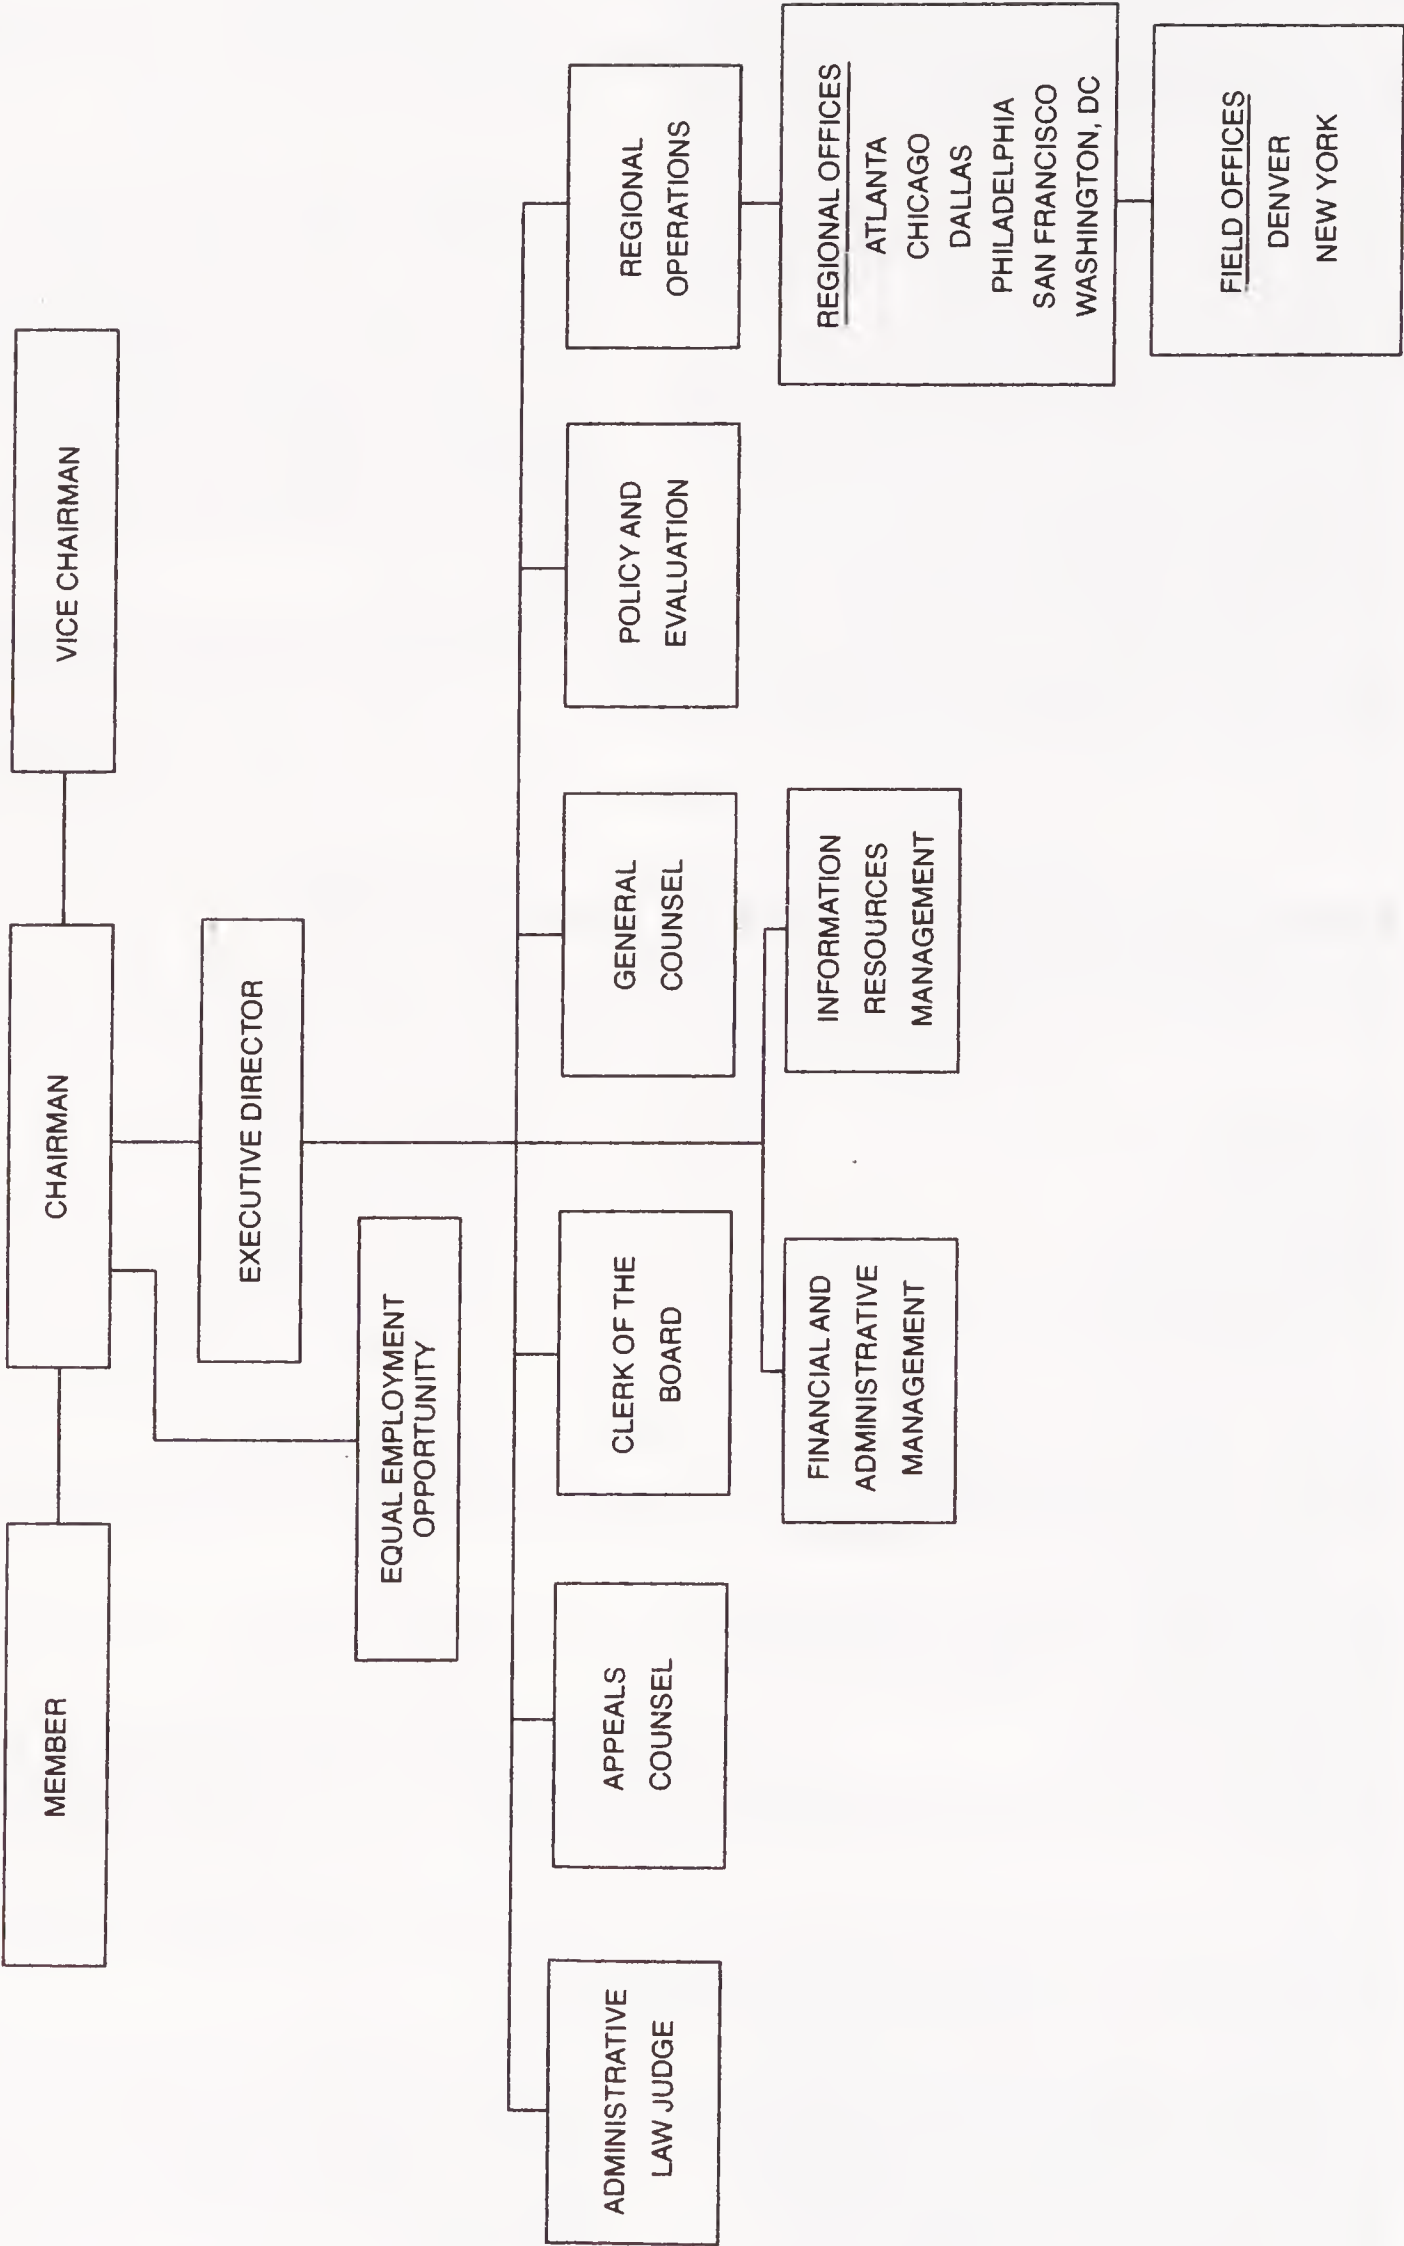 MEMBER
CHAIRMAN
VICE CHAIRMAN
EXECUTIVE DIRECTOR
EQUAL EMPLOYMENT
OPPORTUNITY
ADMINISTRATIVE
LAW JUDGE
APPEALS
COUNSEL
CLERK OF THE
BOARD
GENERAL
COUNSEL
POLICY AND
EVALUATION
REGIONAL
OPERATIONS
FINANCIAL AND
ADMINISTRATIVE
MANAGEMENT
INFORMATION
RESOURCES
MANAGEMENT
REGIONAL OFFICES
ATLANTA
CHICAGO
DALLAS
PHILADELPHIA
SAN FRANCISCO
WASHINGTON, DC
FIELD OFFICES
DENVER
NEW YORK